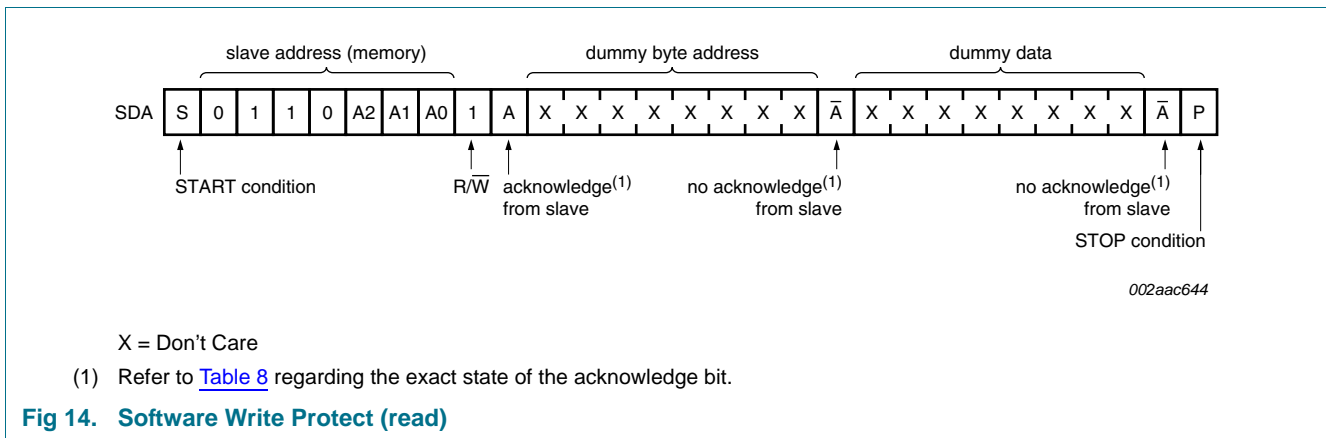 slave address (memory) dummy byte address dummy data
SDA S 0 1 1 0 A2 A1 A0 1 A X X X X X X X X A̅ X X X X X X X X A̅ P
START condition R/W̅ acknowledge(1) no acknowledge(1) no acknowledge(1)
from slave from slave from slave
STOP condition
002aac644
X = Don't Care
(1) Refer to Table 8 regarding the exact state of the acknowledge bit.
Fig 14. Software Write Protect (read)